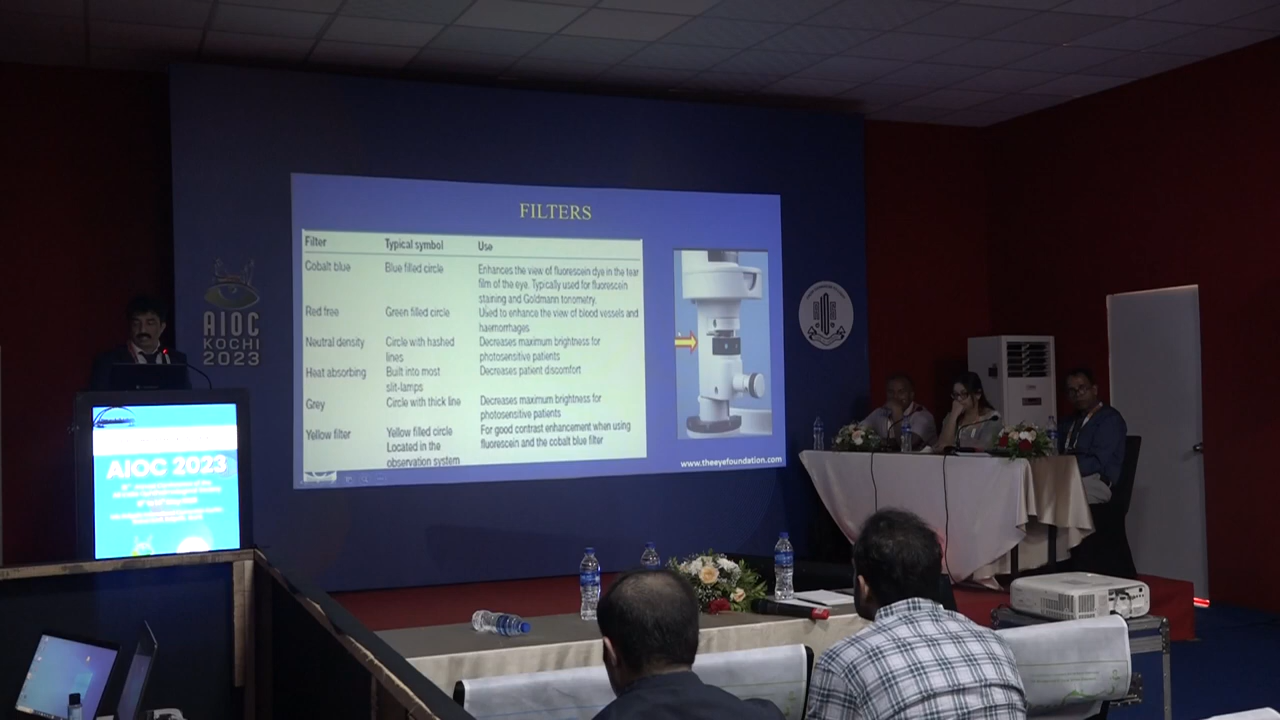 FILTERS
Filter Typical symbol Use
Cobalt blue Blue filled circle Enhances the view of fluorescein dye in the tear
film of the eye. Typically used for fluorescein
staining and Goldmann tonometry.
Red free Green filled circle Used to enhance the view of blood vessels and
haemorrhages
Neutral density Circle with hashed Decreases maximum brightness for
lines photosensitive patients
Heat absorbing Built into most Decreases patient discomfort
slit-lamps
Grey Circle with thick line Decreases maximum brightness for
photosensitive patients
Yellow filter Yellow filled circle For good contrast enhancement when using
Located in the fluorescein and the cobalt blue filter
observation system
www.theeyefoundation.com
AIOC
KOCHI
2023
AIOC 2023